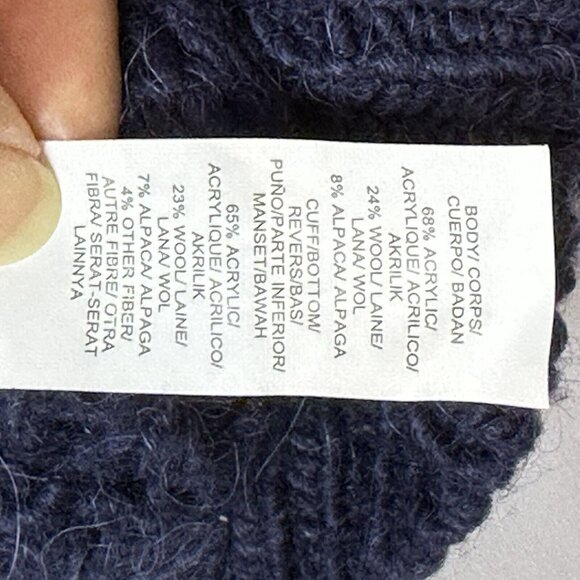 BODY/ CORPS/
CUERPO/ BADAN
68% ACRYLIC/
ACRYLIQUE/ ACRILICO/
AKRILIK
24% WOOL/ LAINE/
LANA/ WOL
8% ALPACA/ ALPAGA
CUFF/BOTTOM/
REVERS/BAS/
PUÑO/PARTE INFERIOR/
MANSET/BAWAH
65% ACRYLIC/
ACRYLIQUE/ ACRILICO/
AKRILIK
23% WOOL/ LAINE/
LANA/ WOL
7% ALPACA/ ALPAGA
4% OTHER FIBER/
AUTRE FIBRE/ OTRA
FIBRA/ SERAT-SERAT
LAINNYA